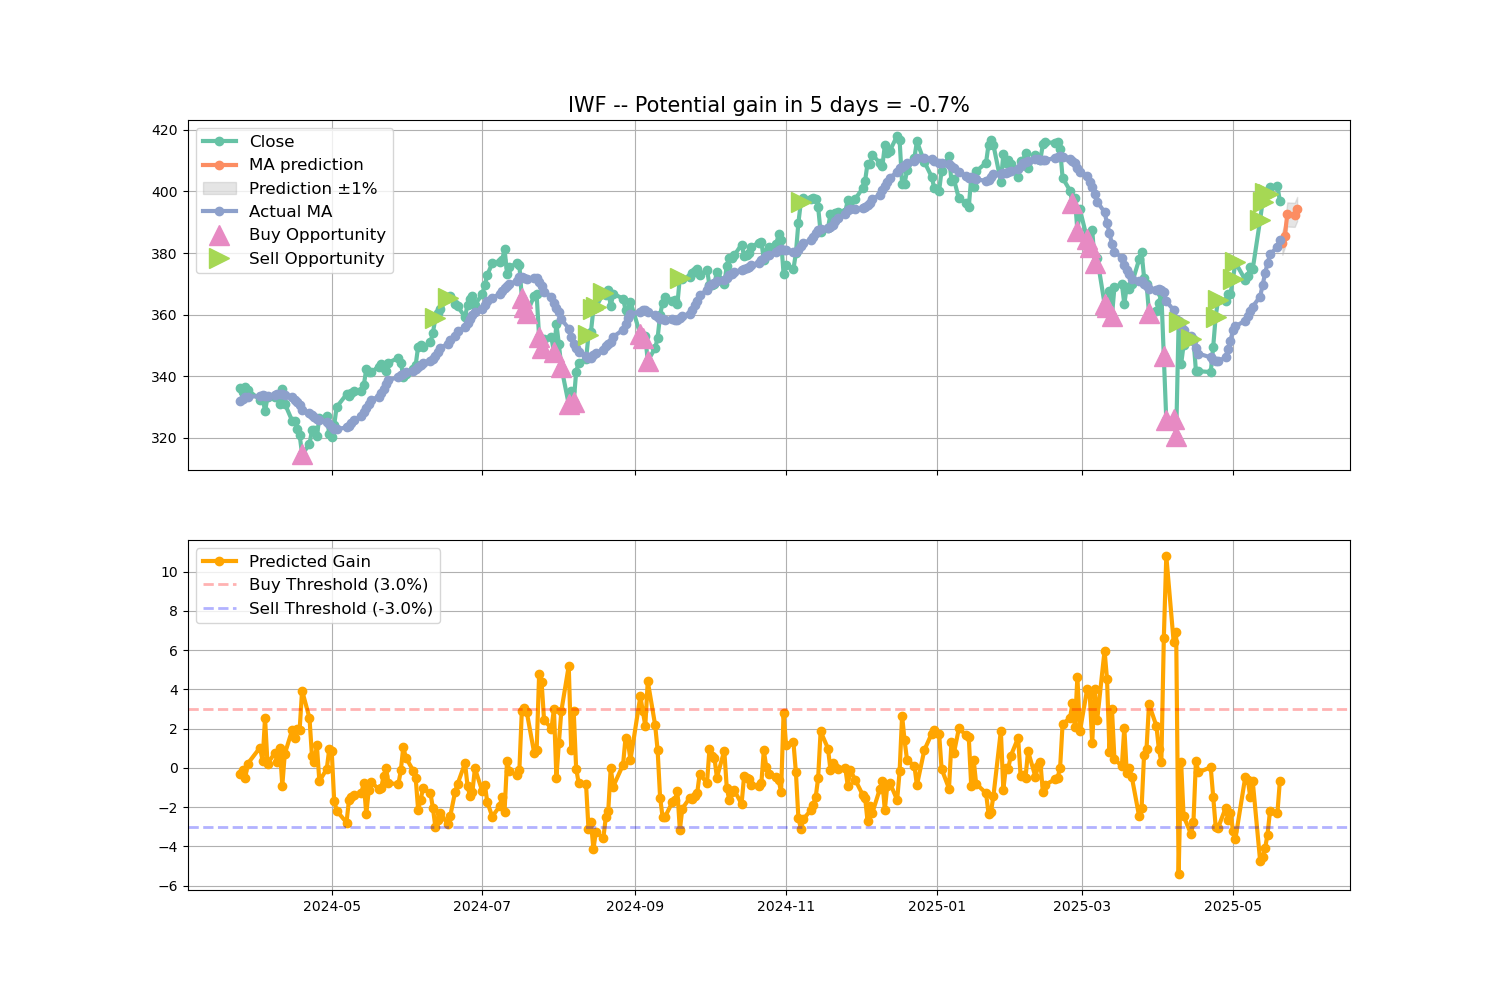 IWF -- Potential gain in 5 days = -0.7%
420
400
380
360
340
320
Close
MA prediction
Prediction ±1%
Actual MA
Buy Opportunity
Sell Opportunity
10
8
6
4
2
0
−2
−4
−6
Predicted Gain
Buy Threshold (3.0%)
Sell Threshold (-3.0%)
2024-05 2024-07 2024-09 2024-11 2025-01 2025-03 2025-05